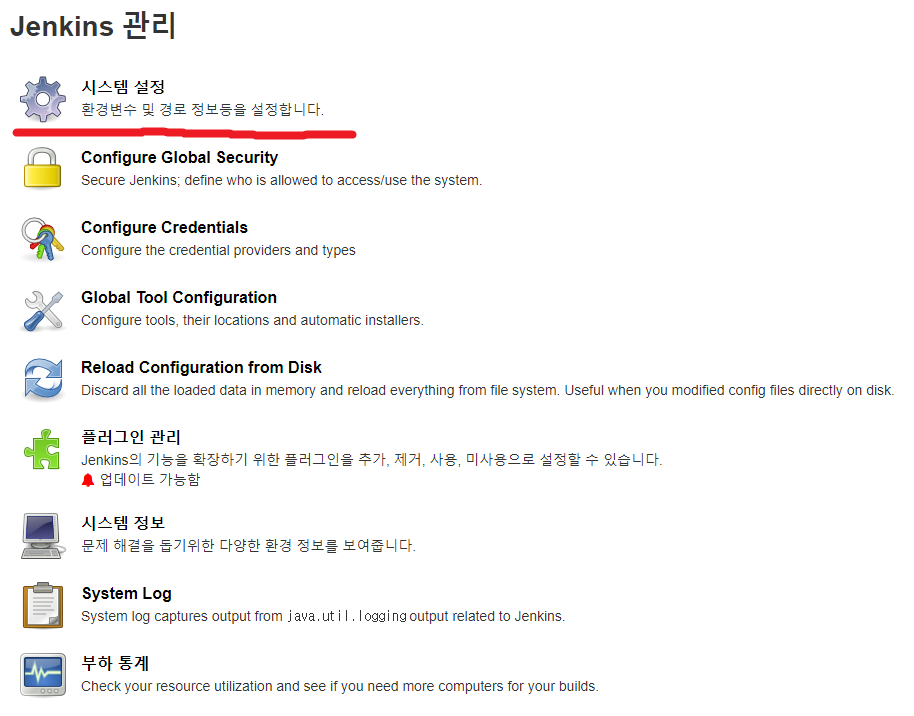 Jenkins 관리
시스템 설정
환경변수 및 경로 정보등을 설정합니다.
Configure Global Security
Secure Jenkins; define who is allowed to access/use the system.
Configure Credentials
Configure the credential providers and types
Global Tool Configuration
Configure tools, their locations and automatic installers.
Reload Configuration from Disk
Discard all the loaded data in memory and reload everything from file system. Useful when you modified config files directly on disk.
플러그인 관리
Jenkins의 기능을 확장하기 위한 플러그인을 추가, 제거, 사용, 미사용으로 설정할 수 있습니다.
업데이트 가능함
시스템 정보
문제 해결을 돕기위한 다양한 환경 정보를 보여줍니다.
System Log
System log captures output from java.util.logging output related to Jenkins.
부하 통계
Check your resource utilization and see if you need more computers for your builds.